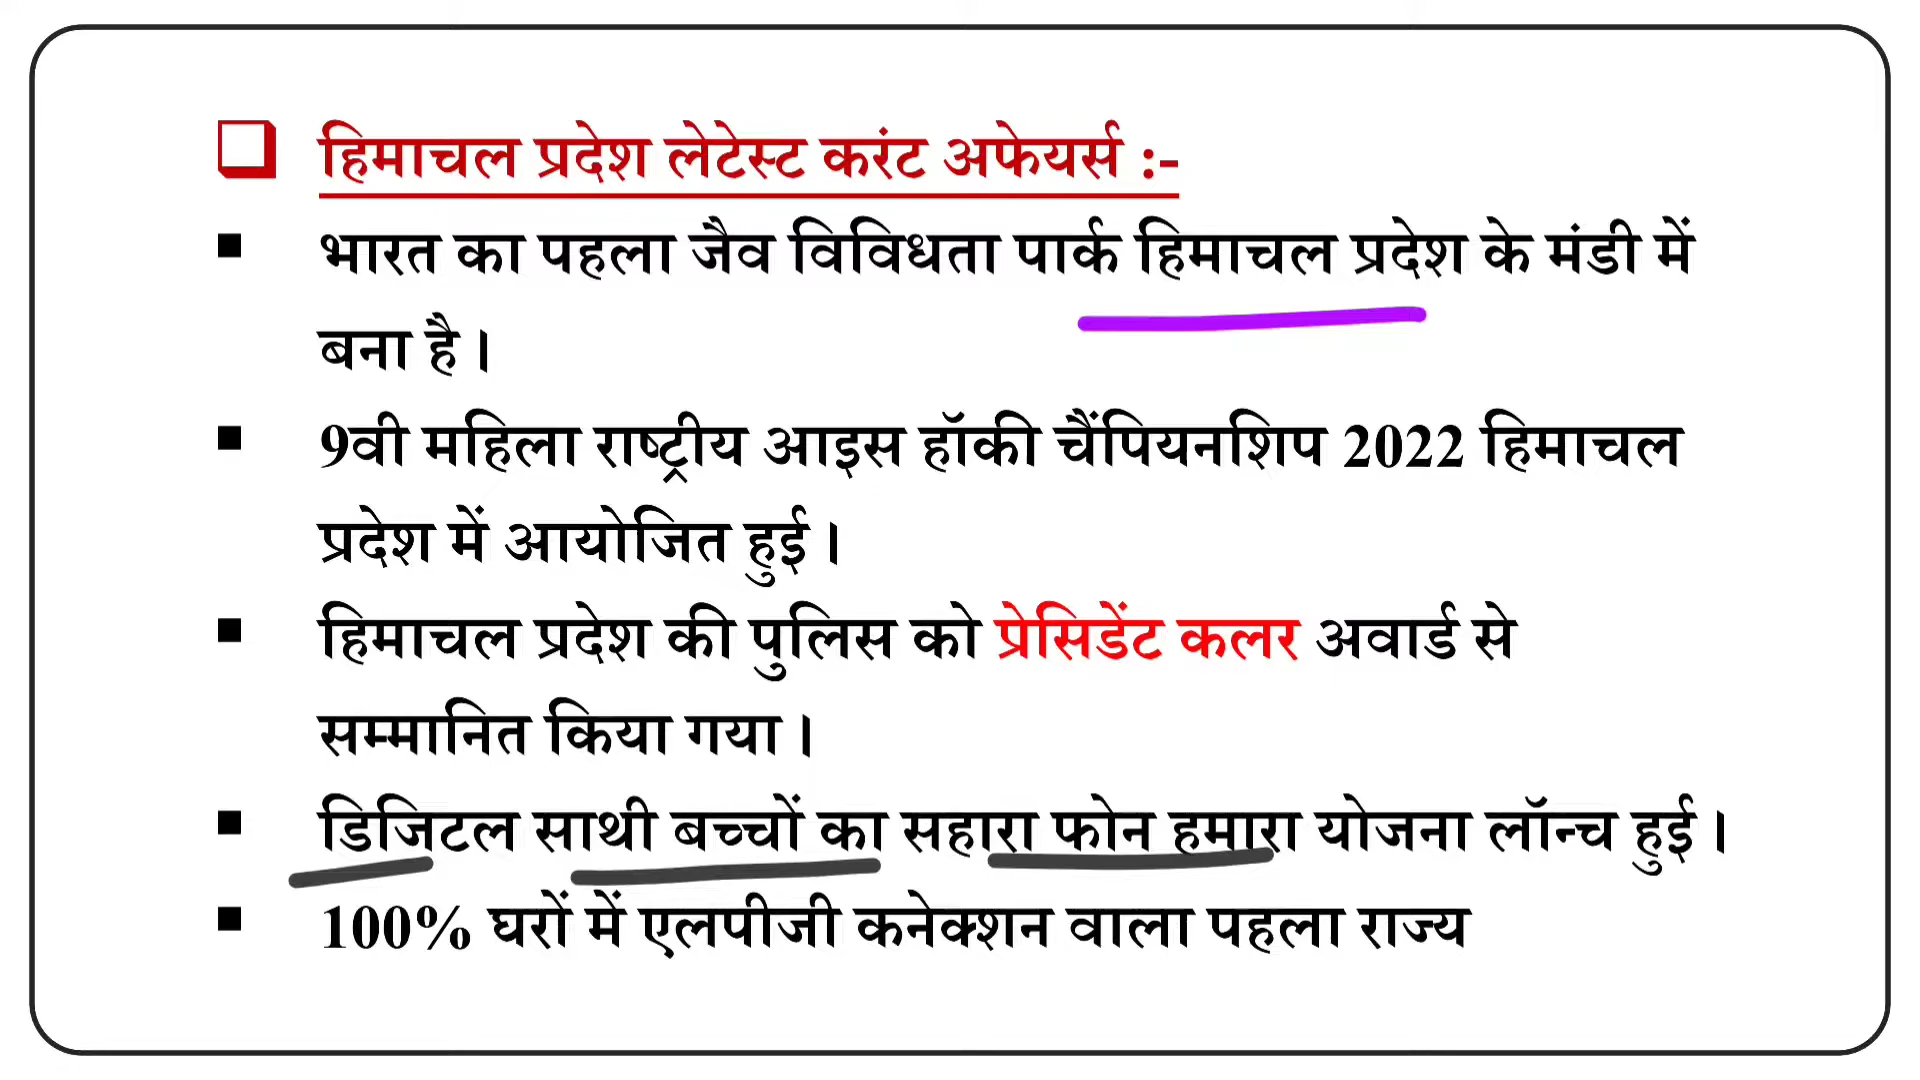 हिमाचल प्रदेश लेटेस्ट करंट अफेयर्स :-
भारत का पहला जैव विविधता पार्क हिमाचल प्रदेश के मंडी में
बना है।
9वी महिला राष्ट्रीय आइस हॉकी चैंपियनशिप 2022 हिमाचल
प्रदेश में आयोजित हुई।
हिमाचल प्रदेश की पुलिस को प्रेसिडेंट कलर अवार्ड से
सम्मानित किया गया।
डिजिटल साथी बच्चों का सहारा फोन हमारा योजना लॉन्च हुई।
100% घरों में एलपीजी कनेक्शन वाला पहला राज्य